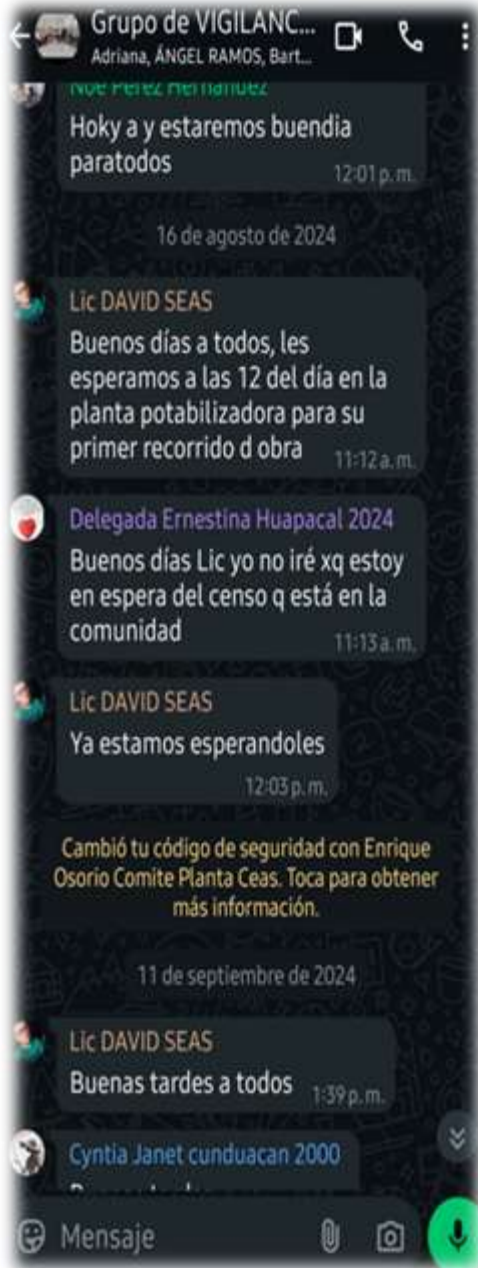 Grupo de VIGILANC...
Adriana, ÁNGEL RAMOS, Bart...
Noe Perez Hernandez
Hoky a y estaremos buendia
paratodos
12:01 p. m.
16 de agosto de 2024
Lic DAVID SEAS
Buenos días a todos, les
esperamos a las 12 del día en la
planta potabilizadora para su
primer recorrido d obra
11:12 a. m.
Delegada Ernestina Huapacal 2024
Buenos días Lic yo no iré xq estoy
en espera del censo q está en la
comunidad
11:13 a. m.
Lic DAVID SEAS
Ya estamos esperandoles
12:03 p. m.
Cambió tu código de seguridad con Enrique
Osorio Comite Planta Ceas. Toca para obtener
más información.
11 de septiembre de 2024
Lic DAVID SEAS
Buenas tardes a todos
1:39 p. m.
Cyntia Janet cunduacan 2000
Mensaje